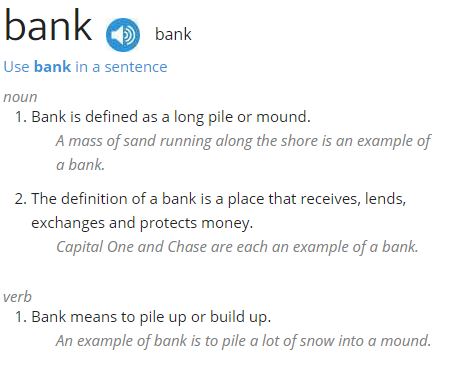 bank bank
Use bank in a sentence
noun
1. Bank is defined as a long pile or mound.
A mass of sand running along the shore is an example of
a bank.
2. The definition of a bank is a place that receives, lends,
exchanges and protects money.
Capital One and Chase are each an example of a bank.
verb
1. Bank means to pile up or build up.
An example of bank is to pile a lot of snow into a mound.